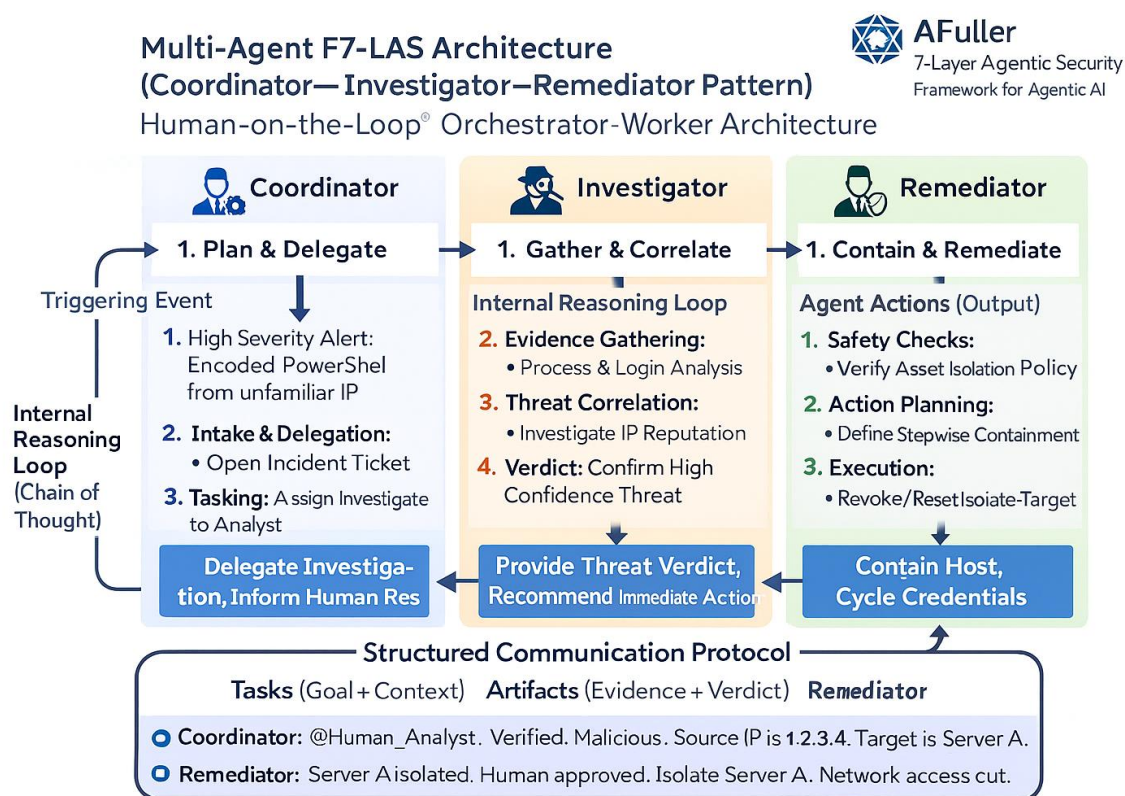 Multi-Agent F7-LAS Architecture
(Coordinator—Investigator—Remediator Pattern)
Human-on-the-Loop® Orchestrator-Worker Architecture
AFuller
7-Layer Agentic Security
Framework for Agentic AI
Coordinator
1. Plan & Delegate
Triggering Event
1. High Severity Alert:
Encoded PowerShel
from unfamiliar IP
2. Intake & Delegation:
• Open Incident Ticket
3. Tasking: Assign Investigate
to Analyst
Delegate Investiga-
tion, Inform Human Res
Internal
Reasoning
Loop
(Chain of
Thought)
Investigator
1. Gather & Correlate
Internal Reasoning Loop
2. Evidence Gathering:
• Process & Login Analysis
3. Threat Correlation:
• Investigate IP Reputation
4. Verdict: Confirm High
Confidence Threat
Provide Threat Verdict,
Recommend Immediate Action
Remediator
1. Contain & Remediate
Agent Actions (Output)
1. Safety Checks:
• Verify Asset Isolation Policy
2. Action Planning:
• Define Stepwise Containment
3. Execution:
• Revoke/ResetIsoiate-Target
Contain Host,
Cycle Credentials
Structured Communication Protocol
Tasks (Goal + Context) Artifacts (Evidence + Verdict) Remediator
Coordinator: @Human_Analyst. Verified. Malicious. Source (P is 1.2.3.4. Target is Server A.
Remediator: Server A isolated. Human approved. Isolate Server A. Network access cut.